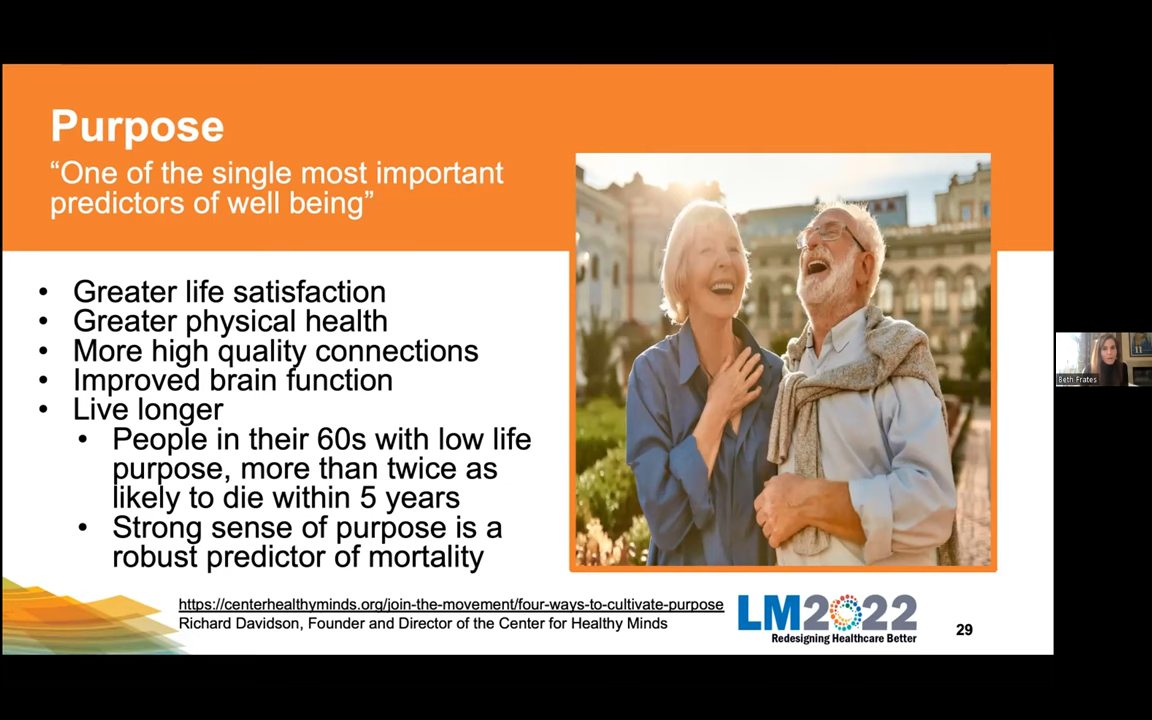 Purpose
“One of the single most important
predictors of well being”
• Greater life satisfaction
• Greater physical health
• More high quality connections
• Improved brain function
• Live longer
• People in their 60s with low life
purpose, more than twice as
likely to die within 5 years
• Strong sense of purpose is a
robust predictor of mortality
https://centerhealthyminds.org/join-the-movement/four-ways-to-cultivate-purpose
Richard Davidson, Founder and Director of the Center for Healthy Minds
LM2022
Redesigning Healthcare Better
29
11
Beth Frates